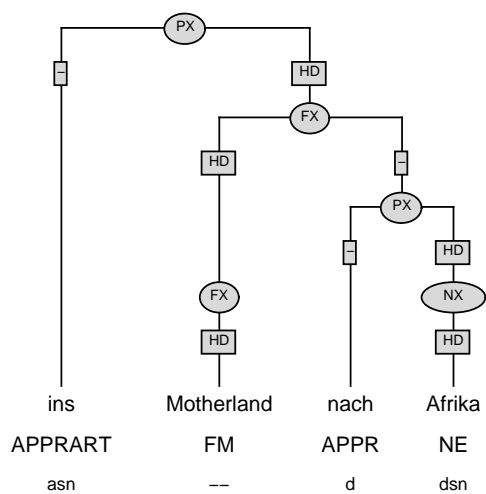 PX
– HD
FX
HD –
PX
– HD
FX NX
HD HD
ins Motherland nach Afrika
APPRART FM APPR NE
asn –– d dsn